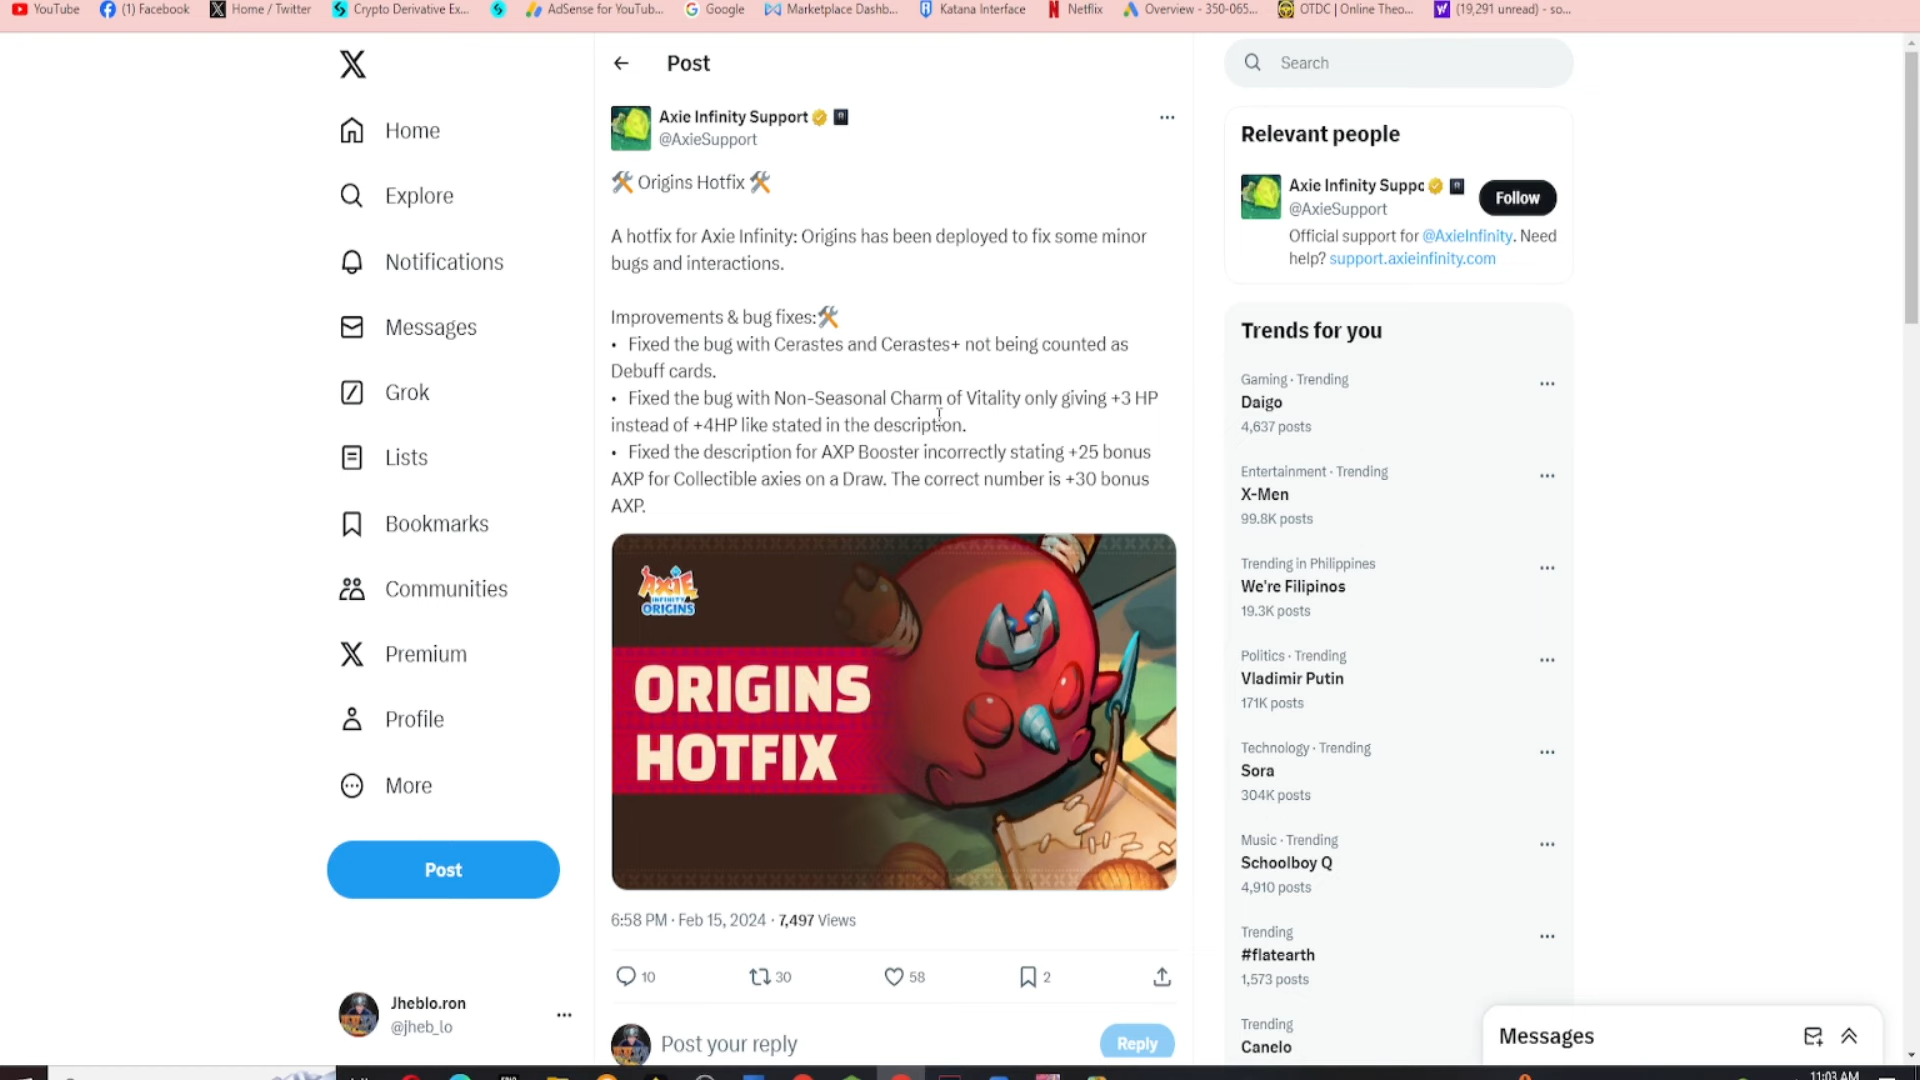 YouTube
(1) Facebook
Home / Twitter
Crypto Derivative Ex...
AdSense for YouTub...
Google
Marketplace Dashb...
Katana Interface
Netflix
Overview - 350-065...
OTDC | Online Theo...
(19,291 unread) - so...
Home
Explore
Notifications
Messages
Grok
Lists
Bookmarks
Communities
Premium
Profile
More
Post
Jheblo.ron
@jheb_lo
Post
Axie Infinity Support
@AxieSupport
🛠️ Origins Hotfix 🛠️
A hotfix for Axie Infinity: Origins has been deployed to fix some minor
bugs and interactions.
Improvements & bug fixes:🛠️
• Fixed the bug with Cerastes and Cerastes+ not being counted as
Debuff cards.
• Fixed the bug with Non-Seasonal Charm of Vitality only giving +3 HP
instead of +4HP like stated in the description.
• Fixed the description for AXP Booster incorrectly stating +25 bonus
AXP for Collectible axies on a Draw. The correct number is +30 bonus
AXP.
AXIE
INFINITY
ORIGINS
ORIGINS
HOTFIX
6:58 PM · Feb 15, 2024 · 7,497 Views
10
30
58
2
Post your reply
Reply
Search
Relevant people
Axie Infinity Suppc
@AxieSupport
Follow
Official support for @AxieInfinity. Need
help? support.axieinfinity.com
Trends for you
Gaming · Trending
Daigo
4,637 posts
Entertainment · Trending
X-Men
99.8K posts
Trending in Philippines
We're Filipinos
19.3K posts
Politics · Trending
Vladimir Putin
171K posts
Technology · Trending
Sora
304K posts
Music · Trending
Schoolboy Q
4,910 posts
Trending
#flatearth
1,573 posts
Trending
Canelo
Messages
11:03 AM